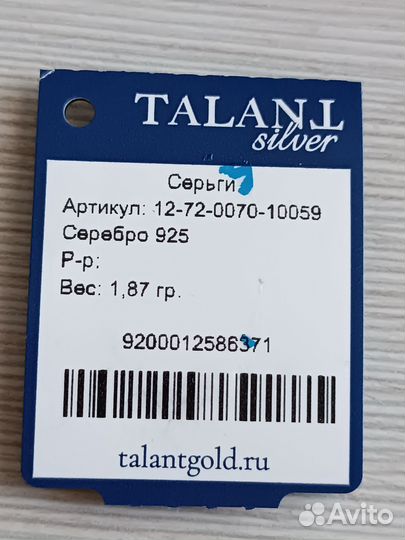 TALANT
silver
Серьги
Артикул: 12-72-0070-10059
Серебро 925
Р-р:
Вес: 1,87 гр.
9200012586371
talantgold.ru
Avito